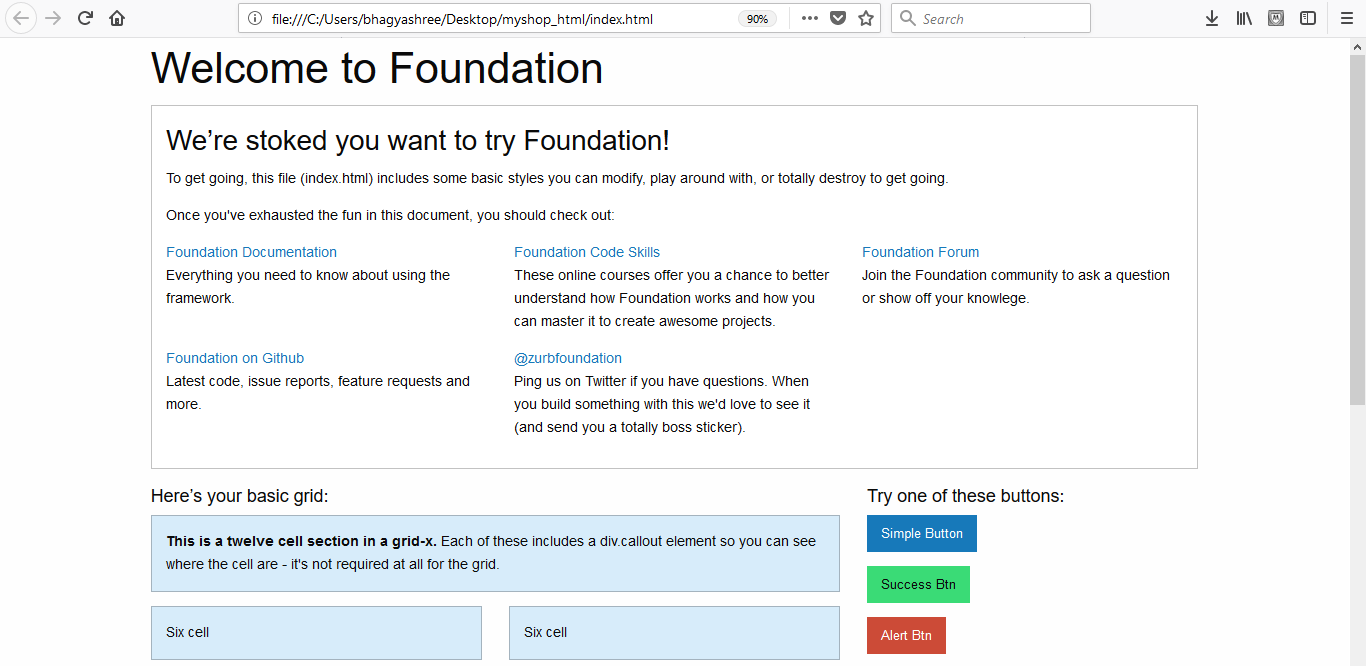 file:///C:/Users/bhagyashree/Desktop/myshop_html/index.html
90%
Search
Welcome to Foundation
We’re stoked you want to try Foundation!
To get going, this file (index.html) includes some basic styles you can modify, play around with, or totally destroy to get going.
Once you've exhausted the fun in this document, you should check out:
Foundation Documentation
Everything you need to know about using the
framework.
Foundation Code Skills
These online courses offer you a chance to better
understand how Foundation works and how you
can master it to create awesome projects.
Foundation Forum
Join the Foundation community to ask a question
or show off your knowlege.
Foundation on Github
Latest code, issue reports, feature requests and
more.
@zurbfoundation
Ping us on Twitter if you have questions. When
you build something with this we'd love to see it
(and send you a totally boss sticker).
Here’s your basic grid:
This is a twelve cell section in a grid-x. Each of these includes a div.callout element so you can see
where the cell are - it's not required at all for the grid.
Six cell
Six cell
Try one of these buttons:
Simple Button
Success Btn
Alert Btn